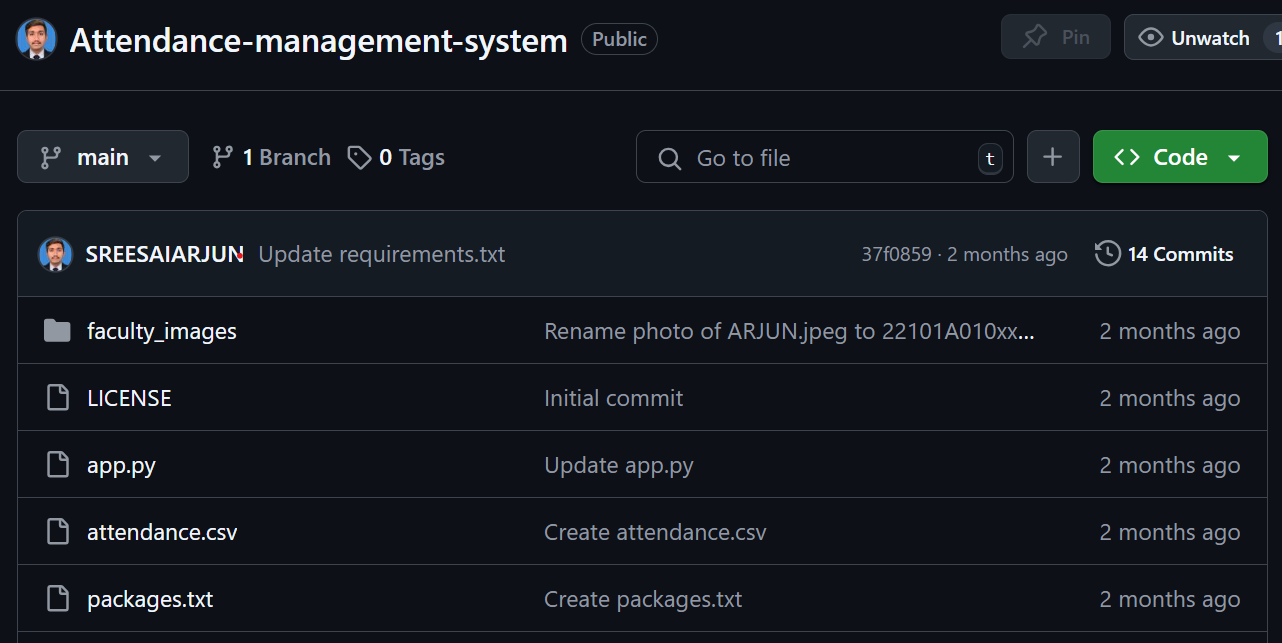 Attendance-management-system Public Pin Unwatch 1
main 1 Branch 0 Tags Go to file t Code
SREESAIARJUN Update requirements.txt 37f0859 · 2 months ago 14 Commits
faculty_images Rename photo of ARJUN.jpeg to 22101A010xx... 2 months ago
LICENSE Initial commit 2 months ago
app.py Update app.py 2 months ago
attendance.csv Create attendance.csv 2 months ago
packages.txt Create packages.txt 2 months ago